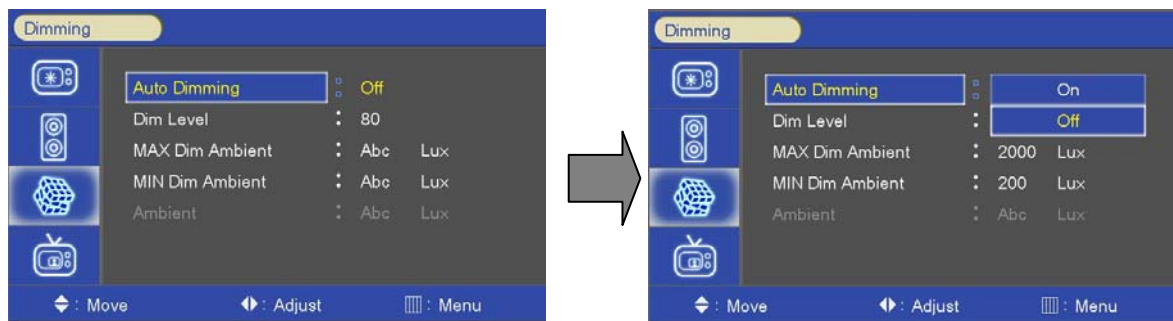 Dimming
Auto Dimming : Off
Dim Level : 80
MAX Dim Ambient : Abc Lux
MIN Dim Ambient : Abc Lux
Ambient : Abc Lux
: Move : Adjust : Menu
Dimming
Auto Dimming : On
Dim Level : Off
MAX Dim Ambient : 2000 Lux
MIN Dim Ambient : 200 Lux
Ambient : Abc Lux
: Move : Adjust : Menu